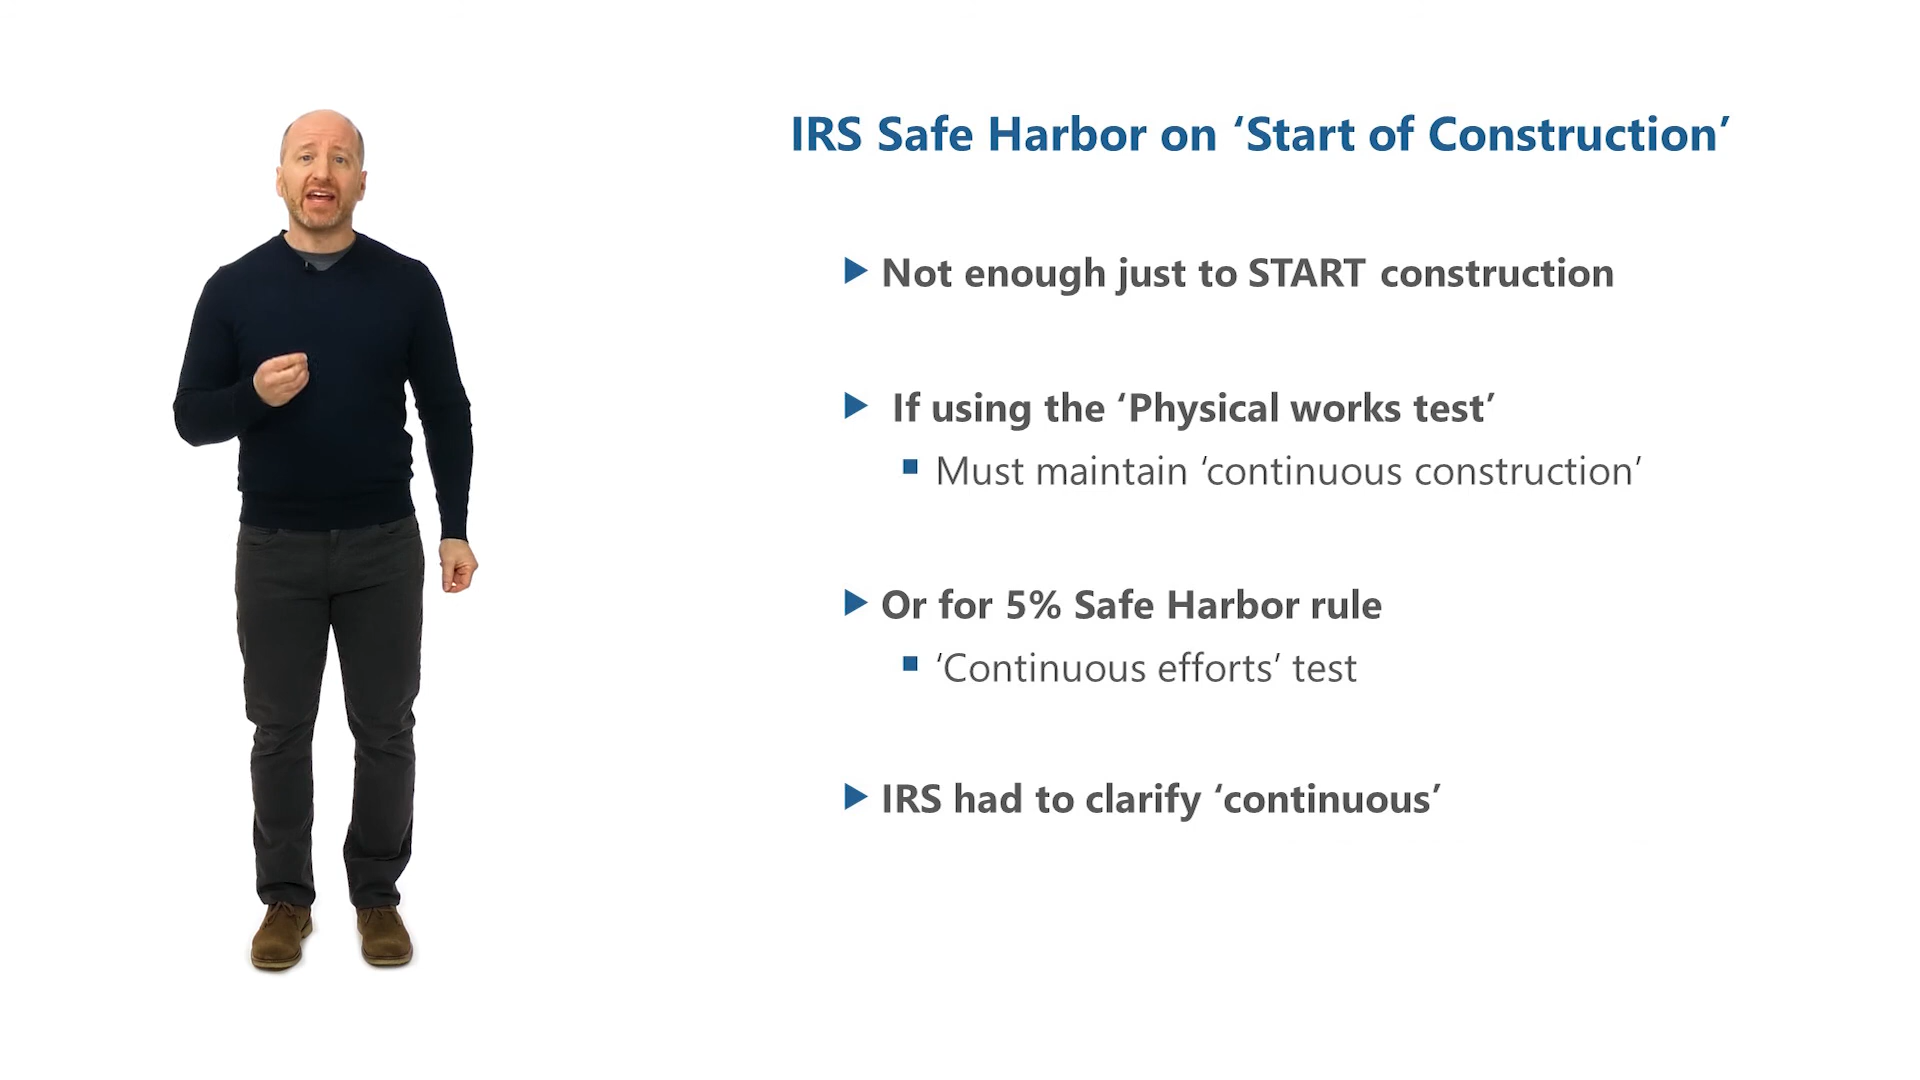 IRS Safe Harbor on ‘Start of Construction’
Not enough just to START construction
If using the ‘Physical works test’
Must maintain ‘continuous construction’
Or for 5% Safe Harbor rule
‘Continuous efforts’ test
IRS had to clarify ‘continuous’